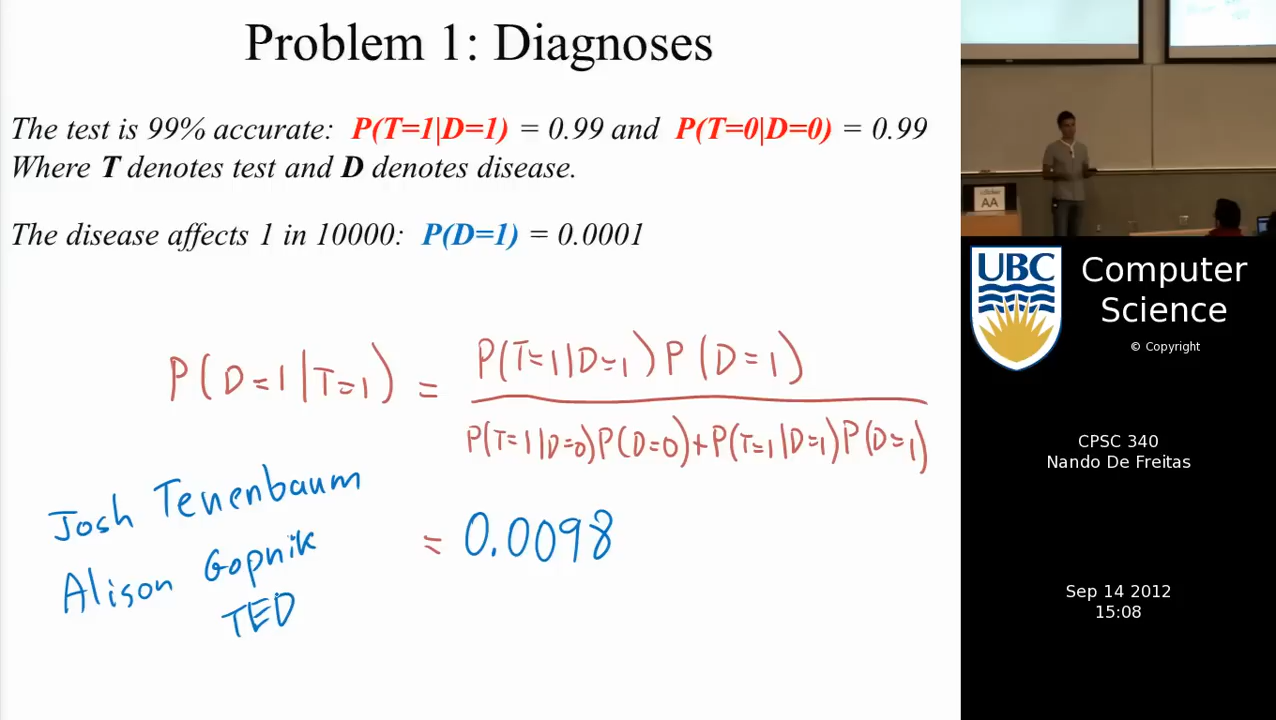 Problem 1: Diagnoses
The test is 99% accurate: P(T=1|D=1) = 0.99 and P(T=0|D=0) = 0.99
Where T denotes test and D denotes disease.
The disease affects 1 in 10000: P(D=1) = 0.0001
P(D=1|T=1) = P(T=1|D=1)P(D=1)
P(T=1|D=0)P(D=0)+P(T=1|D=1)P(D=1)
= 0.0098
Josh Tenenbaum
Alison Gopnik
TED
AA
UBC
Computer
Science
© Copyright
CPSC 340
Nando De Freitas
Sep 14 2012
15:08